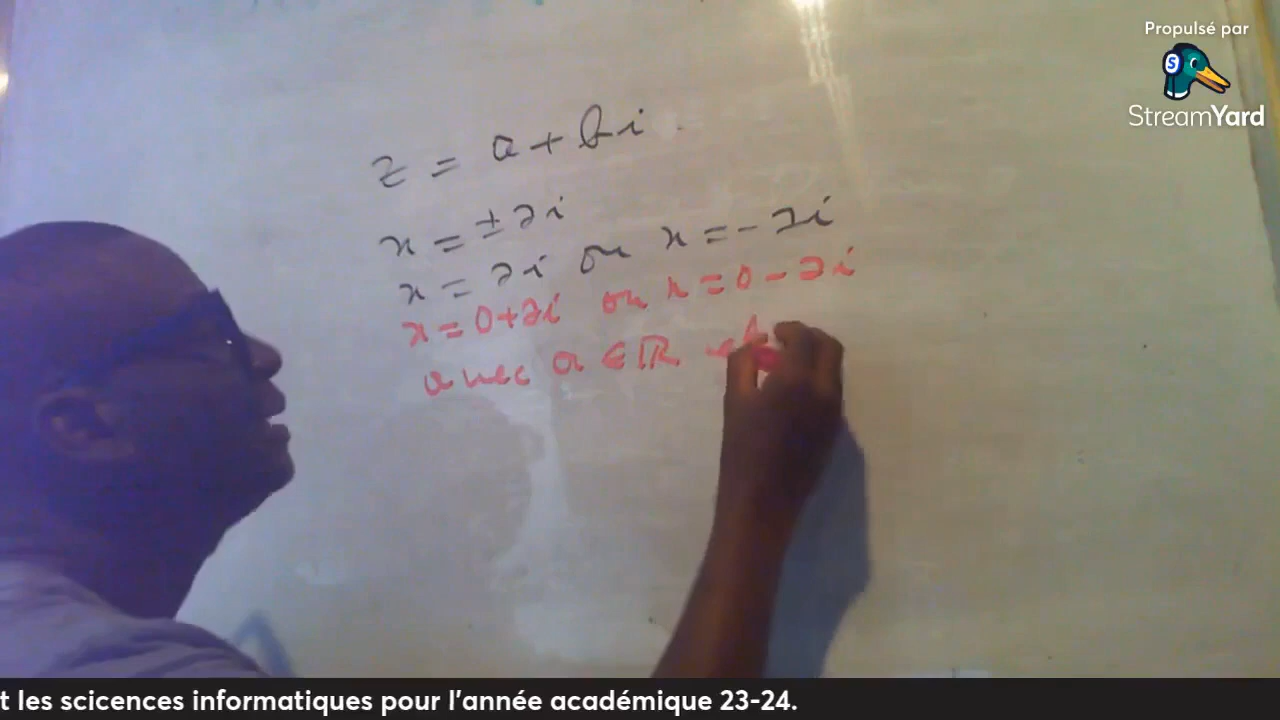 Propulsé par
StreamYard
z = a + bi
x = ± 2i
x = 2i ou x = - 2i
x = 0+2i ou x = 0 - 2i
avec a ∈ ℝ et
t les scicences informatiques pour l'année académique 23-24.